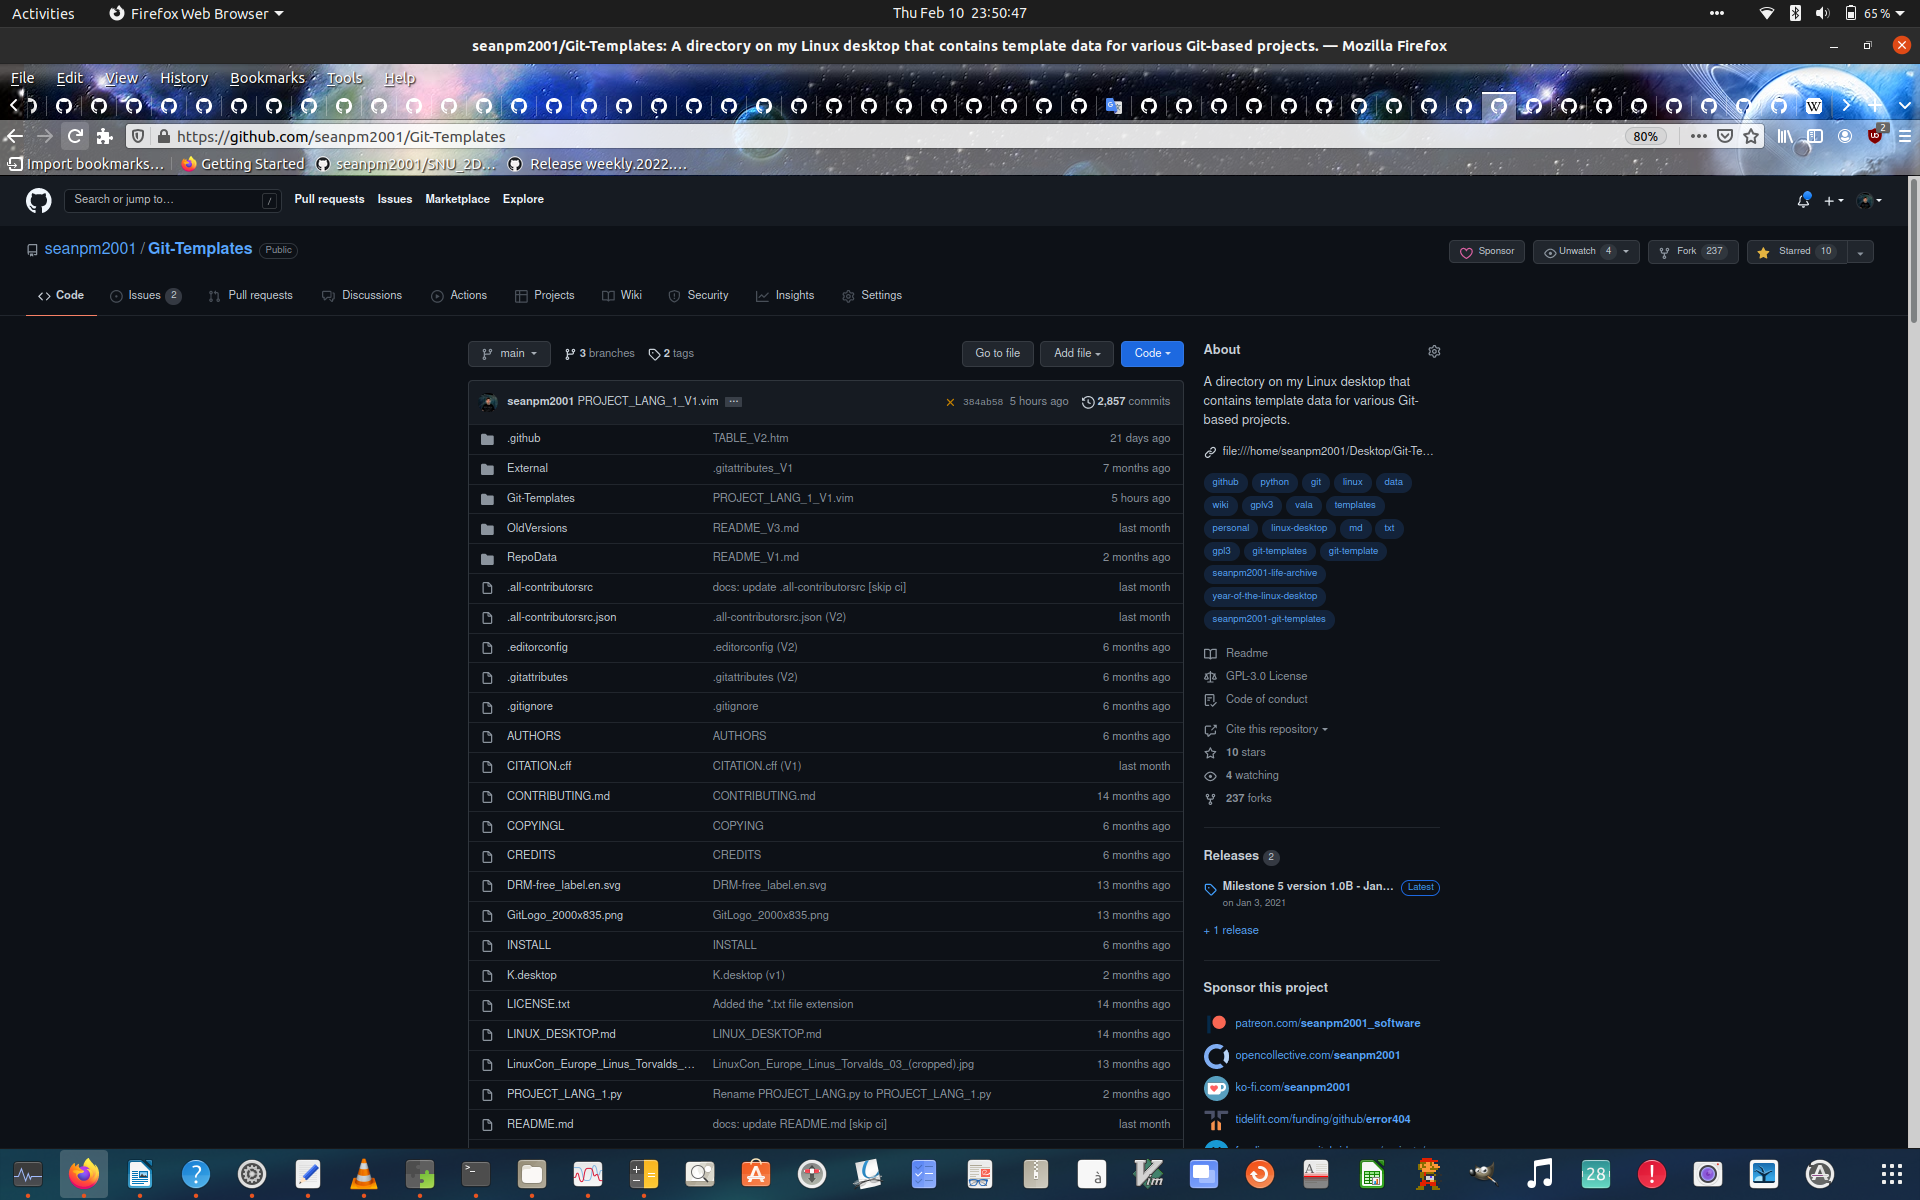 Activities
Firefox Web Browser
Thu Feb 10 23:50:47
65 %
seanpm2001/Git-Templates: A directory on my Linux desktop that contains template data for various Git-based projects. — Mozilla Firefox
File Edit View History Bookmarks Tools Help
https://github.com/seanpm2001/Git-Templates
80%
2
Import bookmarks…
Getting Started
seanpm2001/SNU_2D…
Release weekly.2022.…
Search or jump to…
/
Pull requests Issues Marketplace Explore
seanpm2001 / Git-Templates Public
Sponsor
Unwatch 4
Fork 237
Starred 10
Code
Issues 2
Pull requests
Discussions
Actions
Projects
Wiki
Security
Insights
Settings
main
3 branches
2 tags
Go to file
Add file
Code
seanpm2001 PROJECT_LANG_1_V1.vim
384ab58 5 hours ago
2,857 commits
.github TABLE_V2.htm 21 days ago
External .gitattributes_V1 7 months ago
Git-Templates PROJECT_LANG_1_V1.vim 5 hours ago
OldVersions README_V3.md last month
RepoData README_V1.md 2 months ago
.all-contributorsrc docs: update .all-contributorsrc [skip ci] last month
.all-contributorsrc.json .all-contributorsrc.json (V2) last month
.editorconfig .editorconfig (V2) 6 months ago
.gitattributes .gitattributes (V2) 6 months ago
.gitignore .gitignore 6 months ago
AUTHORS AUTHORS 6 months ago
CITATION.cff CITATION.cff (V1) last month
CONTRIBUTING.md CONTRIBUTING.md 14 months ago
COPYINGL COPYING 6 months ago
CREDITS CREDITS 6 months ago
DRM-free_label.en.svg DRM-free_label.en.svg 13 months ago
GitLogo_2000x835.png GitLogo_2000x835.png 13 months ago
INSTALL INSTALL 6 months ago
K.desktop K.desktop (v1) 2 months ago
LICENSE.txt Added the *.txt file extension 14 months ago
LINUX_DESKTOP.md LINUX_DESKTOP.md 14 months ago
LinuxCon_Europe_Linus_Torvalds_… LinuxCon_Europe_Linus_Torvalds_03_(cropped).jpg 13 months ago
PROJECT_LANG_1.py Rename PROJECT_LANG.py to PROJECT_LANG_1.py 2 months ago
README.md docs: update README.md [skip ci] last month
About
A directory on my Linux desktop that
contains template data for various Git-
based projects.
file:///home/seanpm2001/Desktop/Git-Te…
github python git linux data
wiki gplv3 vala templates
personal linux-desktop md txt
gpl3 git-templates git-template
seanpm2001-life-archive
year-of-the-linux-desktop
seanpm2001-git-templates
Readme
GPL-3.0 License
Code of conduct
Cite this repository
10 stars
4 watching
237 forks
Releases 2
Milestone 5 version 1.0B - Jan… Latest
on Jan 3, 2021
+ 1 release
Sponsor this project
patreon.com/seanpm2001_software
opencollective.com/seanpm2001
ko-fi.com/seanpm2001
tidelift.com/funding/github/error404
28